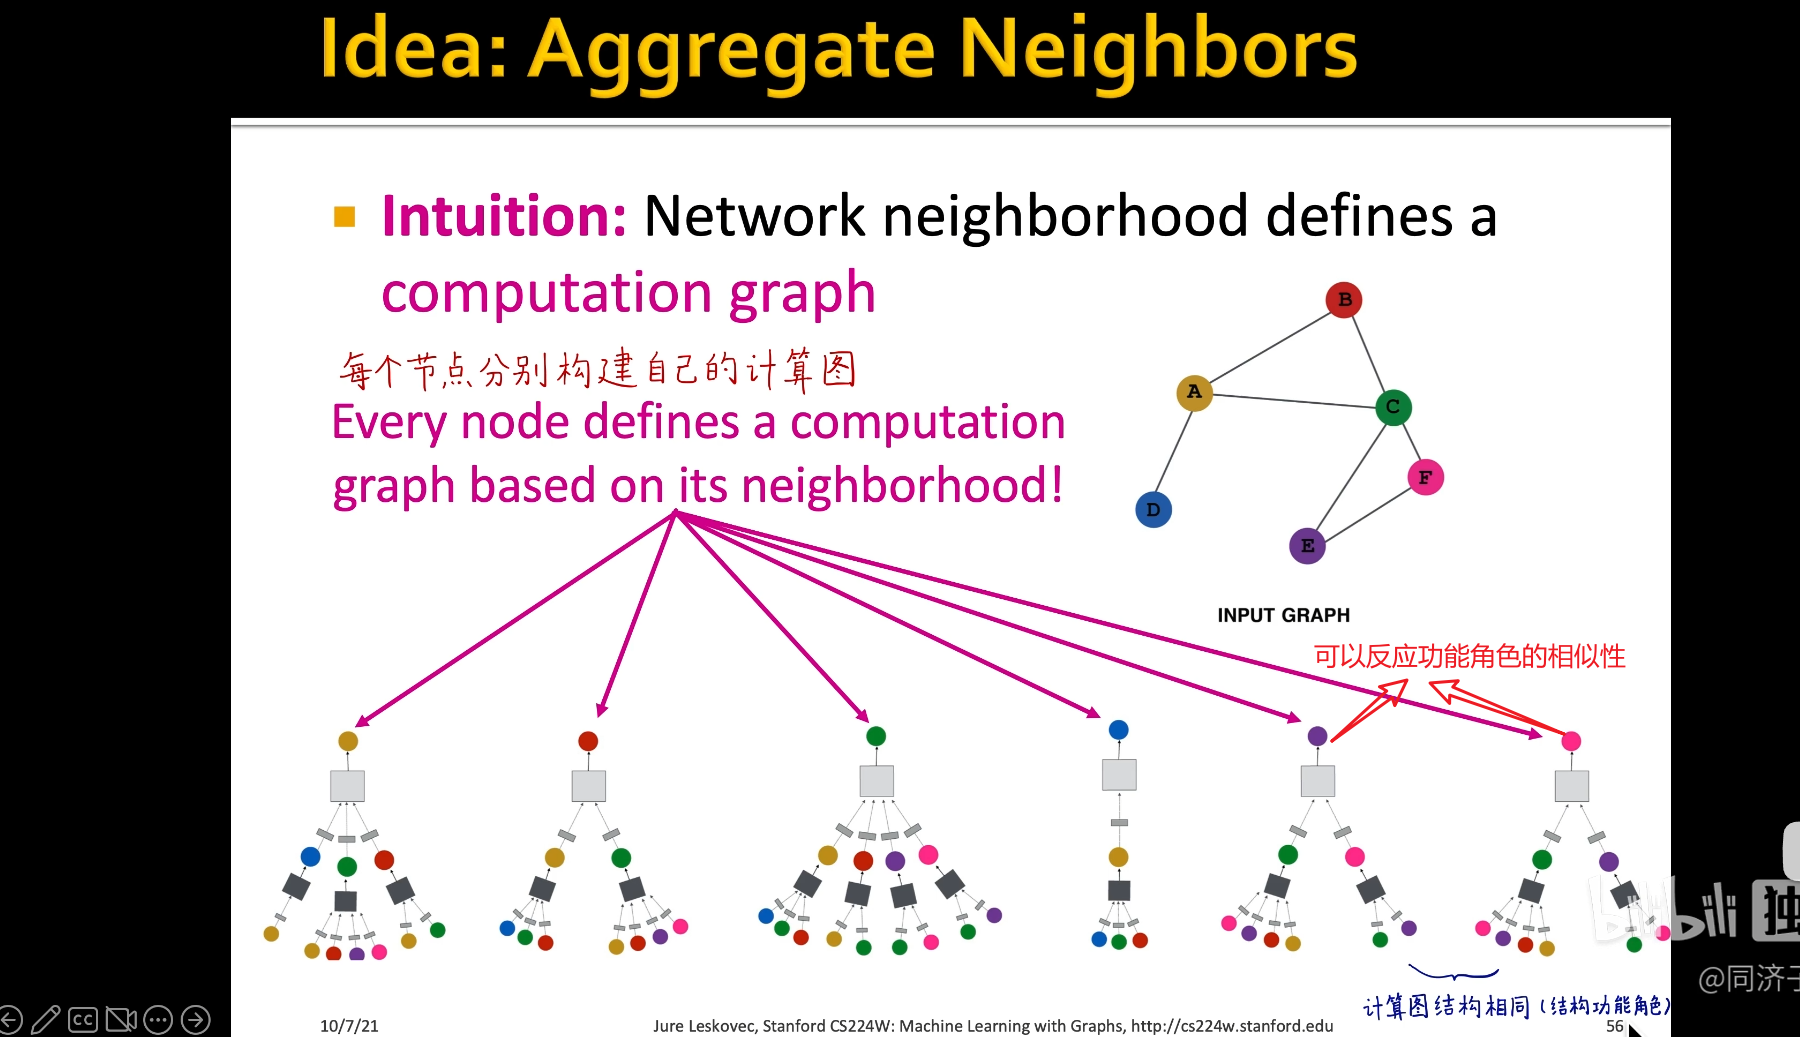 Idea: Aggregate Neighbors
Intuition: Network neighborhood defines a
computation graph
每个节点分别构建自己的计算图
Every node defines a computation
graph based on its neighborhood!
B
A
C
F
D
E
INPUT GRAPH
可以反应功能角色的相似性
bilibili 独
@同济子
计算图结构相同(结构功能角色)
CC
10/7/21
Jure Leskovec, Stanford CS224W: Machine Learning with Graphs, http://cs224w.stanford.edu
56